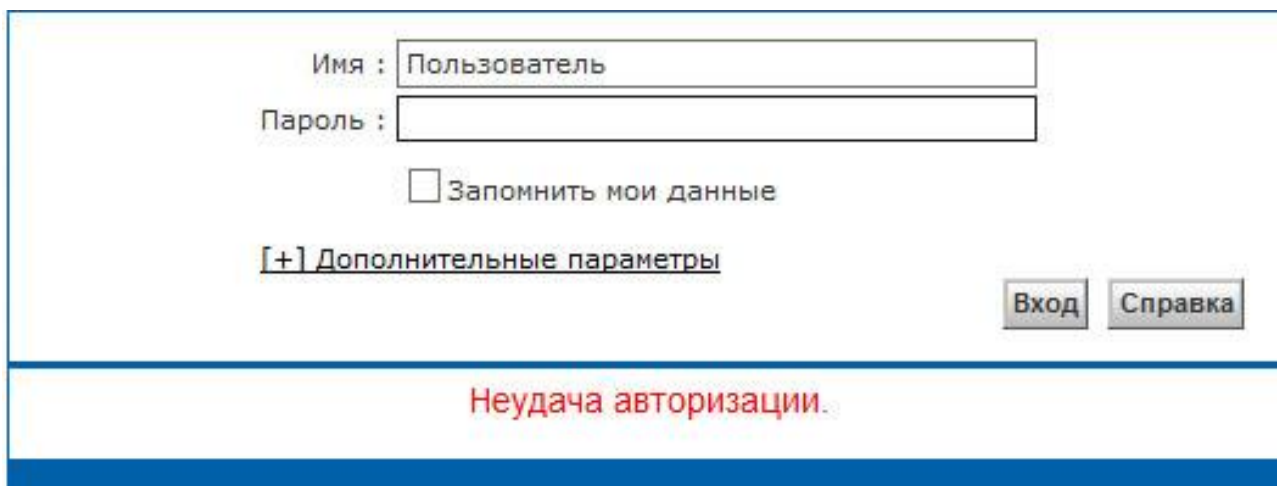 Имя : Пользователь
Пароль :
Запомнить мои данные
[+] Дополнительные параметры
Вход Справка
Неудача авторизации.